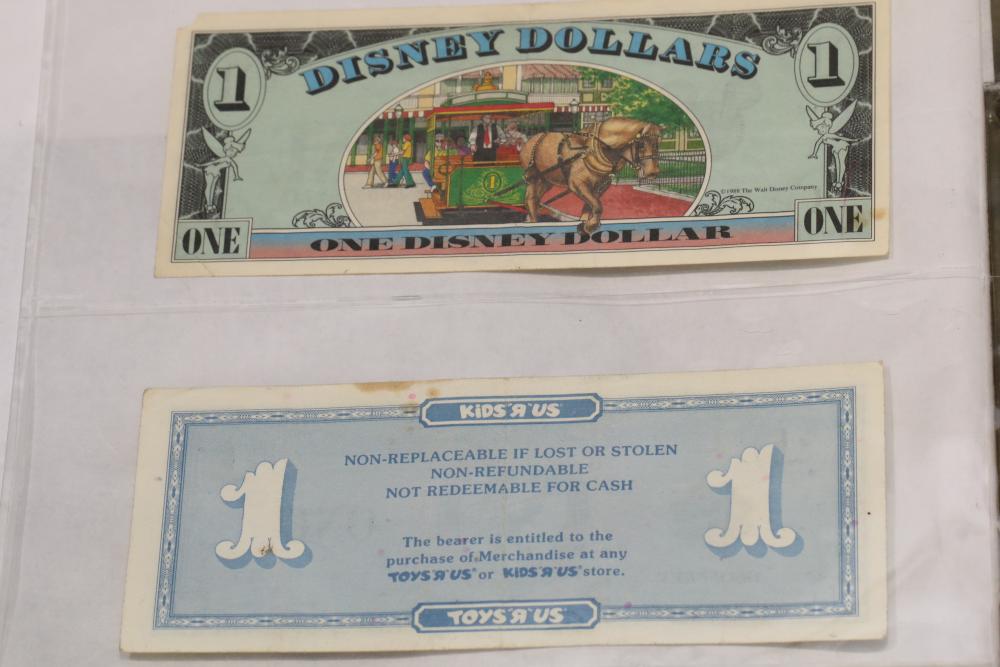 DISNEY DOLLARS
1 1
1
©1988 The Walt Disney Company
ONE ONE
ONE DISNEY DOLLAR
KiDS "R" US
NON-REPLACEABLE IF LOST OR STOLEN
NON-REFUNDABLE
NOT REDEEMABLE FOR CASH
1 1
The bearer is entitled to the
purchase of Merchandise at any
TOYS "R" US® or KiDS "R" US® store.
TOYS "R" US®